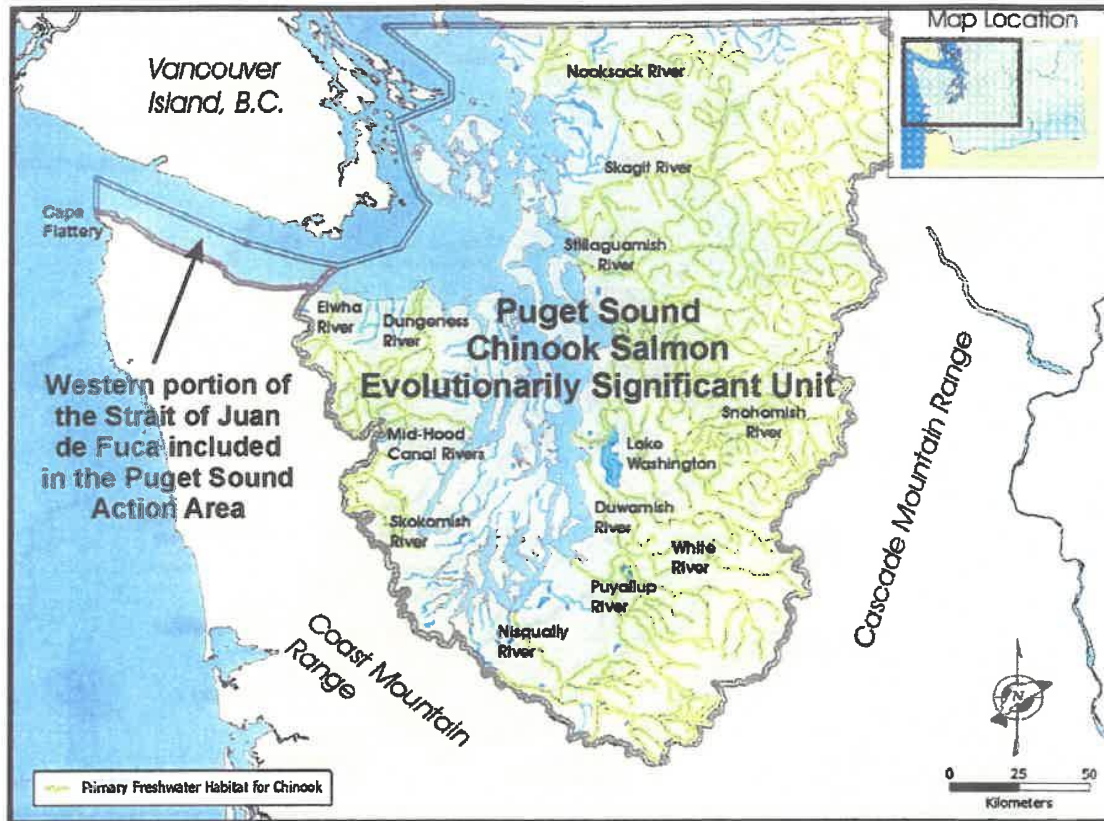 Map Location
Vancouver
Island, B.C.
Nooksack River
Skagit River
Cape
Flattery
Stillaguamish
River
Elwha
River
Dungeness
River
Puget Sound
Chinook Salmon
Evolutionarily Significant Unit
Western portion of
the Strait of Juan
de Fuca included
in the Puget Sound
Action Area
Snohomish
River
Mid-Hood
Canal Rivers
Lake
Washington
Cascade Mountain Range
Skokomish
River
Duwamish
River
White
River
Puyallup
River
Nisqually
River
Coast Mountain
Range
N
Primary Freshwater Habitat for Chinook
0 25 50
Kilometers